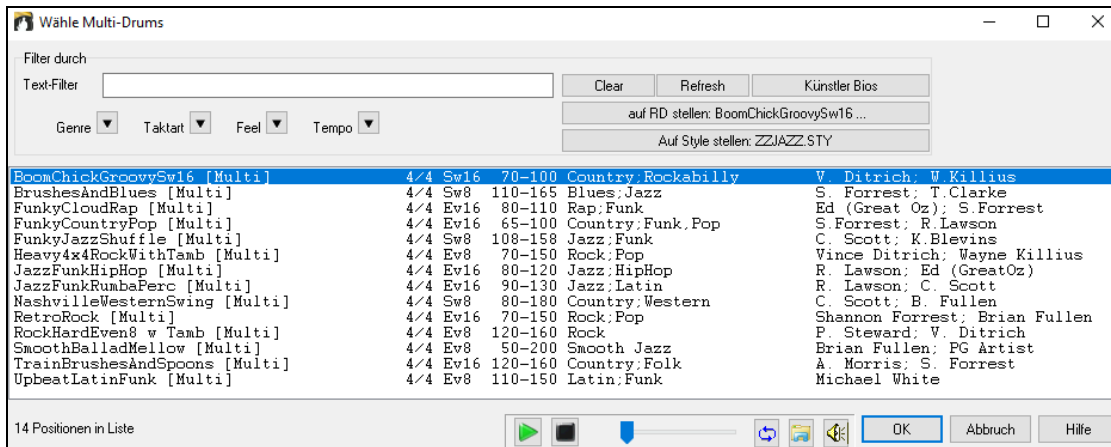 Wähle Multi-Drums
Filter durch
Text-Filter Clear Refresh Künstler Bios
auf RD stellen: BoomChickGroovySw16 ...
Genre Taktart Feel Tempo
Auf Style stellen: ZZJAZZ.STY
BoomChickGroovySw16 [Multi] 4/4 Sw16 70-100 Country;Rockabilly V. Ditrich; W.Killius
BrushesAndBlues [Multi] 4/4 Sw8 110-165 Blues;Jazz S. Forrest; T.Clarke
FunkyCloudRap [Multi] 4/4 Ev16 80-110 Rap;Funk Ed (Great Oz); S.Forrest
FunkyCountryPop [Multi] 4/4 Ev16 65-100 Country;Funk,Pop S.Forrest; R.Lawson
FunkyJazzShuffle [Multi] 4/4 Sw8 108-158 Jazz;Funk C. Scott; K.Blevins
Heavy4x4RockWithTamb [Multi] 4/4 Ev8 70-150 Rock;Pop Vince Ditrich; Wayne Killius
JazzFunkHipHop [Multi] 4/4 Ev16 80-120 Jazz;HipHop R. Lawson; Ed (GreatOz)
JazzFunkRumbaPerc [Multi] 4/4 Ev16 90-130 Jazz;Latin R. Lawson; C. Scott
NashvilleWesternSwing [Multi] 4/4 Sw8 80-180 Country;Western C. Scott; B. Fullen
RetroRock [Multi] 4/4 Ev16 70-150 Rock;Pop Shannon Forrest; Brian Fullen
RockHardEven8 w Tamb [Multi] 4/4 Ev8 120-160 Rock P. Steward; V. Ditrich
SmoothBalladMellow [Multi] 4/4 Ev8 50-200 Smooth Jazz Brian Fullen; PG Artist
TrainBrushesAndSpoons [Multi] 4/4 Ev16 120-160 Country;Folk A. Morris; S. Forrest
UpbeatLatinFunk [Multi] 4/4 Ev8 110-150 Latin;Funk Michael White
14 Positionen in Liste OK Abbruch Hilfe